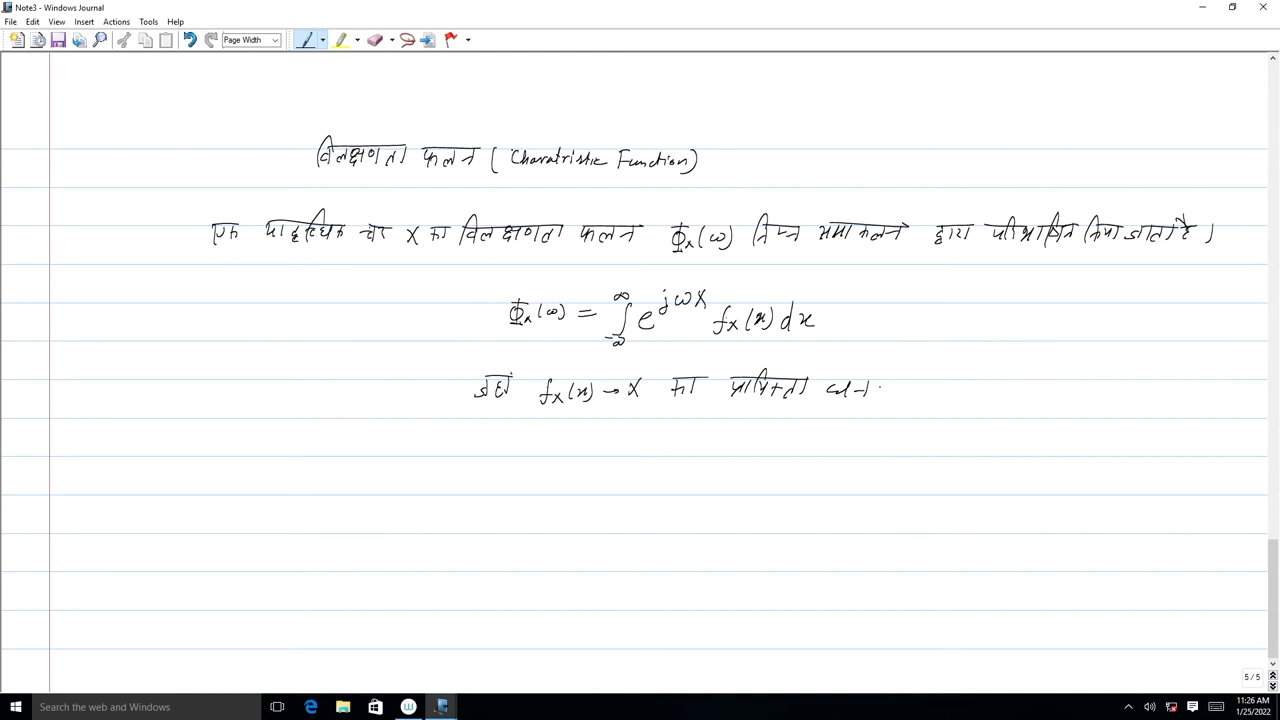 Note3 - Windows Journal
File Edit View Insert Actions Tools Help
Page Width
विलक्षणता फलन ( Charatristic Function)
एक यादृच्छिक चर X का विलक्षणता फलन Φx(ω) निम्न समाकलन द्वारा परिभाषित किया जाता है ।
Φx(ω) = ∫_{-∞}^{∞} e^{jωX} fx(x) dx
जहाँ fx(x) → X का प्रायिकता
5 / 5
Search the web and Windows
11:26 AM
1/25/2022